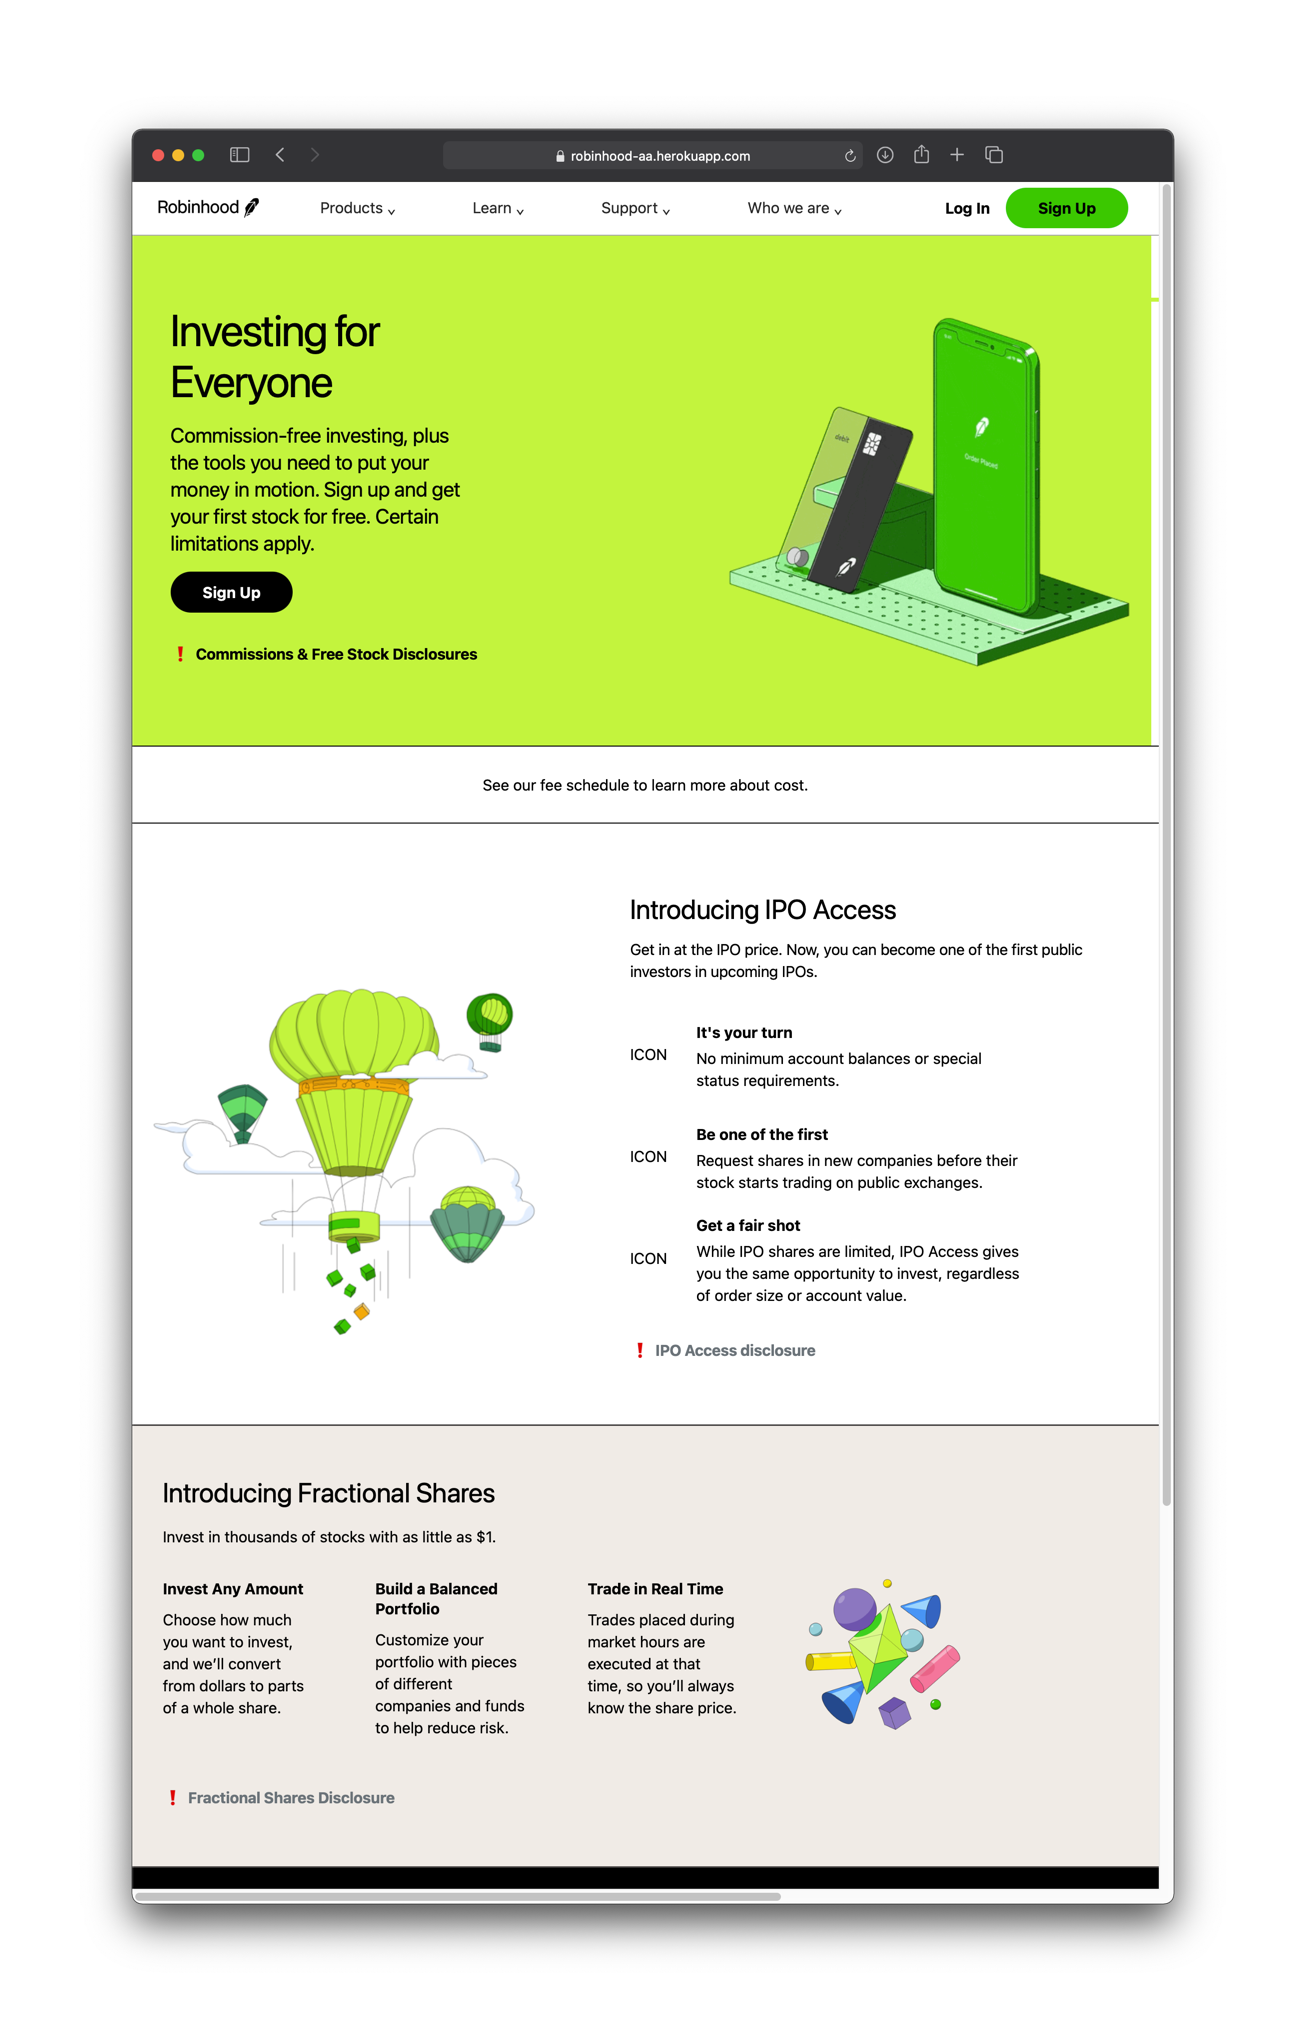 robinhood-aa.herokuapp.com
Robinhood
Products
Learn
Support
Who we are
Log In
Sign Up
Investing for
Everyone
Commission-free investing, plus
the tools you need to put your
money in motion. Sign up and get
your first stock for free. Certain
limitations apply.
Sign Up
Commissions & Free Stock Disclosures
debit
Order Placed
See our fee schedule to learn more about cost.
Introducing IPO Access
Get in at the IPO price. Now, you can become one of the first public
investors in upcoming IPOs.
ICON
It's your turn
No minimum account balances or special
status requirements.
ICON
Be one of the first
Request shares in new companies before their
stock starts trading on public exchanges.
ICON
Get a fair shot
While IPO shares are limited, IPO Access gives
you the same opportunity to invest, regardless
of order size or account value.
IPO Access disclosure
Introducing Fractional Shares
Invest in thousands of stocks with as little as $1.
Invest Any Amount
Choose how much
you want to invest,
and we’ll convert
from dollars to parts
of a whole share.
Build a Balanced
Portfolio
Customize your
portfolio with pieces
of different
companies and funds
to help reduce risk.
Trade in Real Time
Trades placed during
market hours are
executed at that
time, so you’ll always
know the share price.
Fractional Shares Disclosure